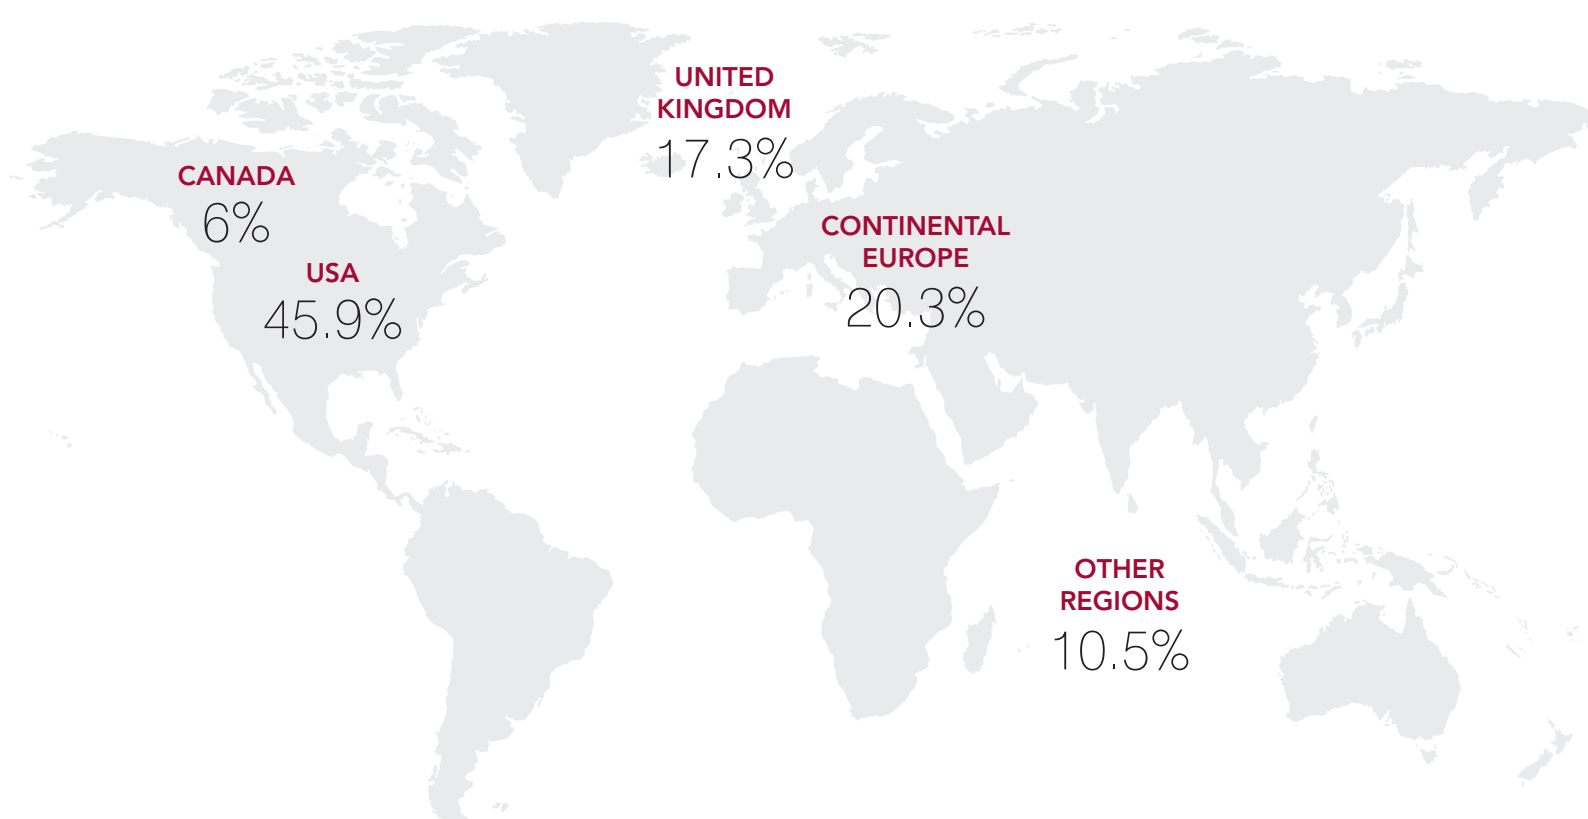 UNITED
KINGDOM
17.3%
CANADA
6%
CONTINENTAL
EUROPE
20.3%
USA
45.9%
OTHER
REGIONS
10.5%